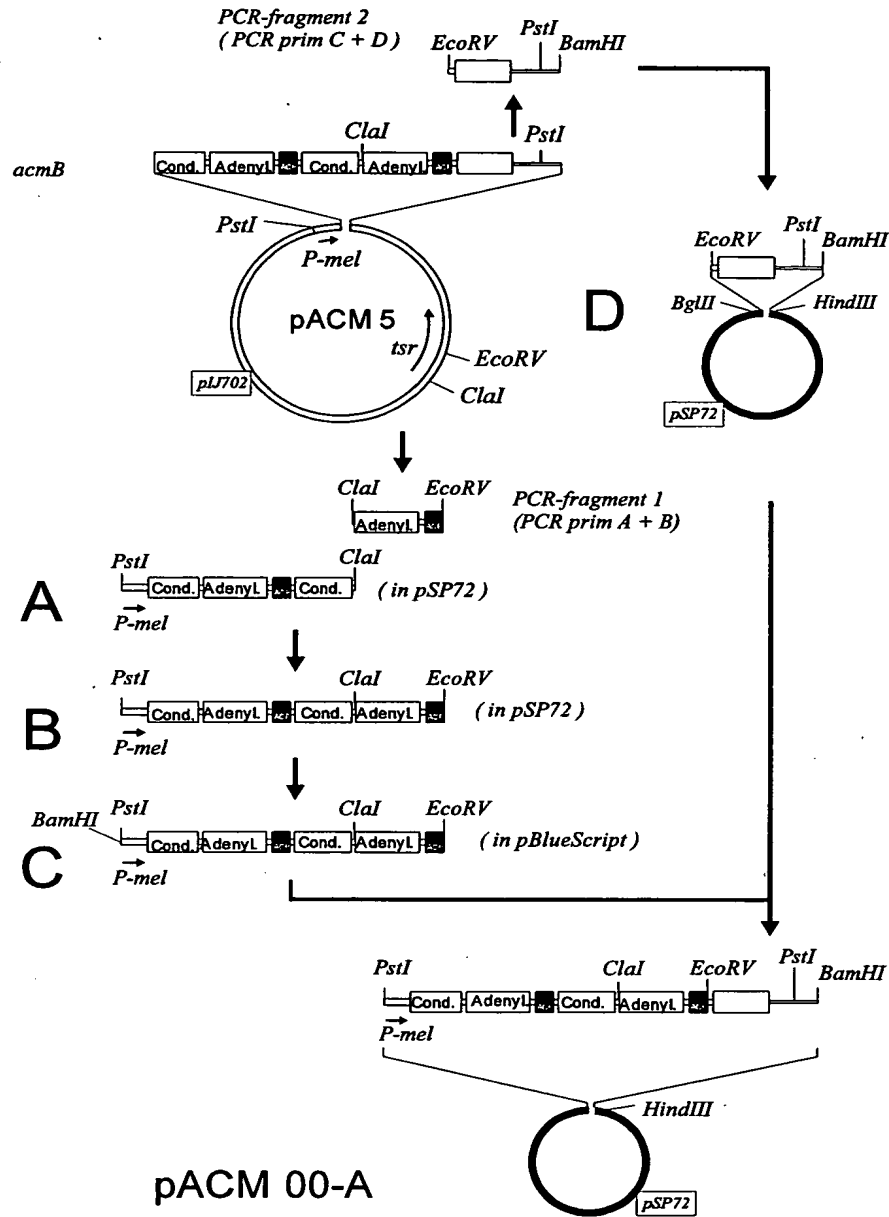 PCR-fragment 2
( PCR prim C + D )
EcoRV
PstI
BamHI
acmB
ClaI
PstI
Cond.
Adenyl.
Cond.
Adenyl.
PstI
P-mel
pACM 5
tsr
EcoRV
ClaI
pIJ702
D
EcoRV
PstI
BamHI
BglII
HindIII
pSP72
ClaI
EcoRV
Adenyl.
PCR-fragment 1
(PCR prim A + B)
A
PstI
ClaI
Cond.
Adenyl.
Cond.
( in pSP72 )
P-mel
B
PstI
ClaI
EcoRV
Cond.
Adenyl.
Cond.
Adenyl.
( in pSP72 )
P-mel
C
BamHI
PstI
ClaI
EcoRV
Cond.
Adenyl.
Cond.
Adenyl.
( in pBlueScript )
P-mel
PstI
ClaI
EcoRV
PstI
BamHI
Cond.
Adenyl.
Cond.
Adenyl.
P-mel
HindIII
pSP72
pACM 00-A